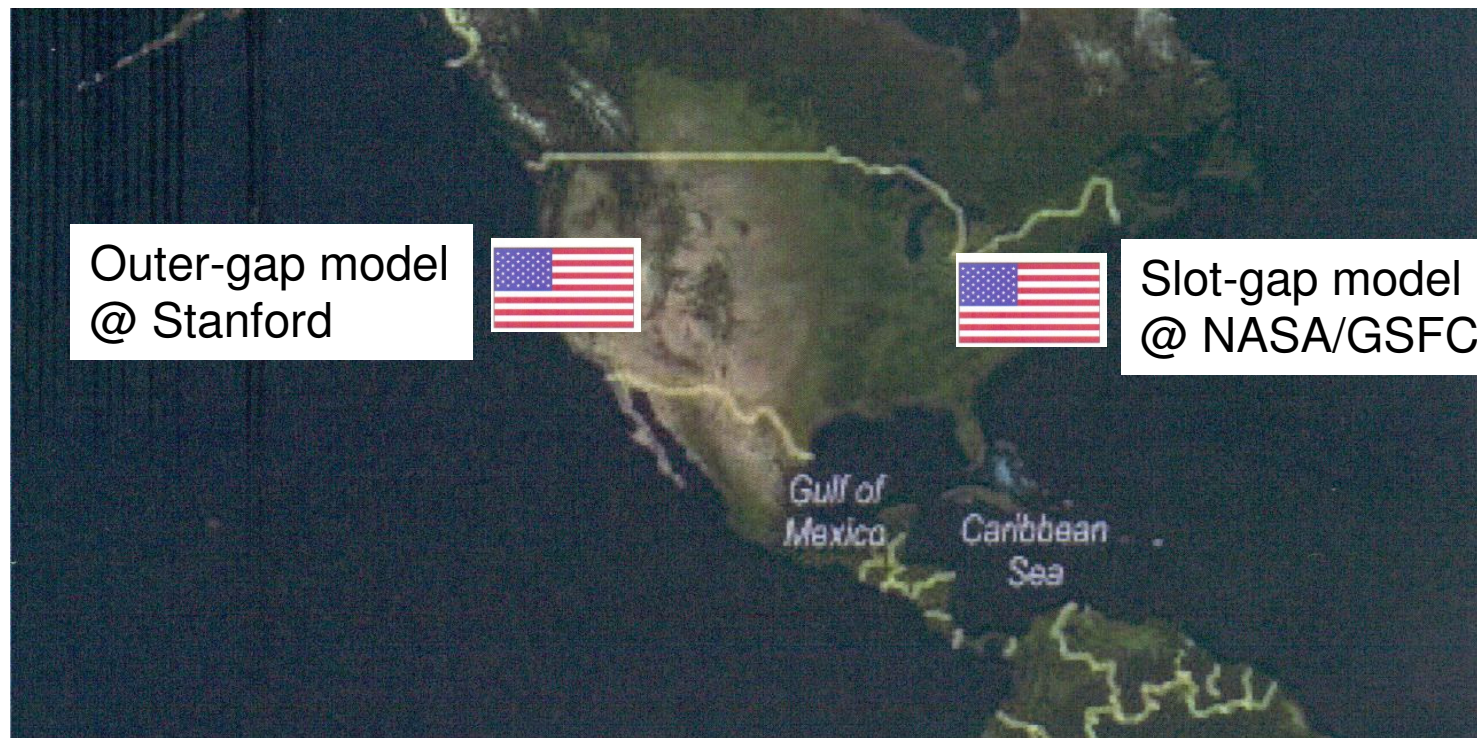 Outer-gap model
@ Stanford
Slot-gap model
@ NASA/GSFC
Gulf of
Mexico
Caribbean
Sea